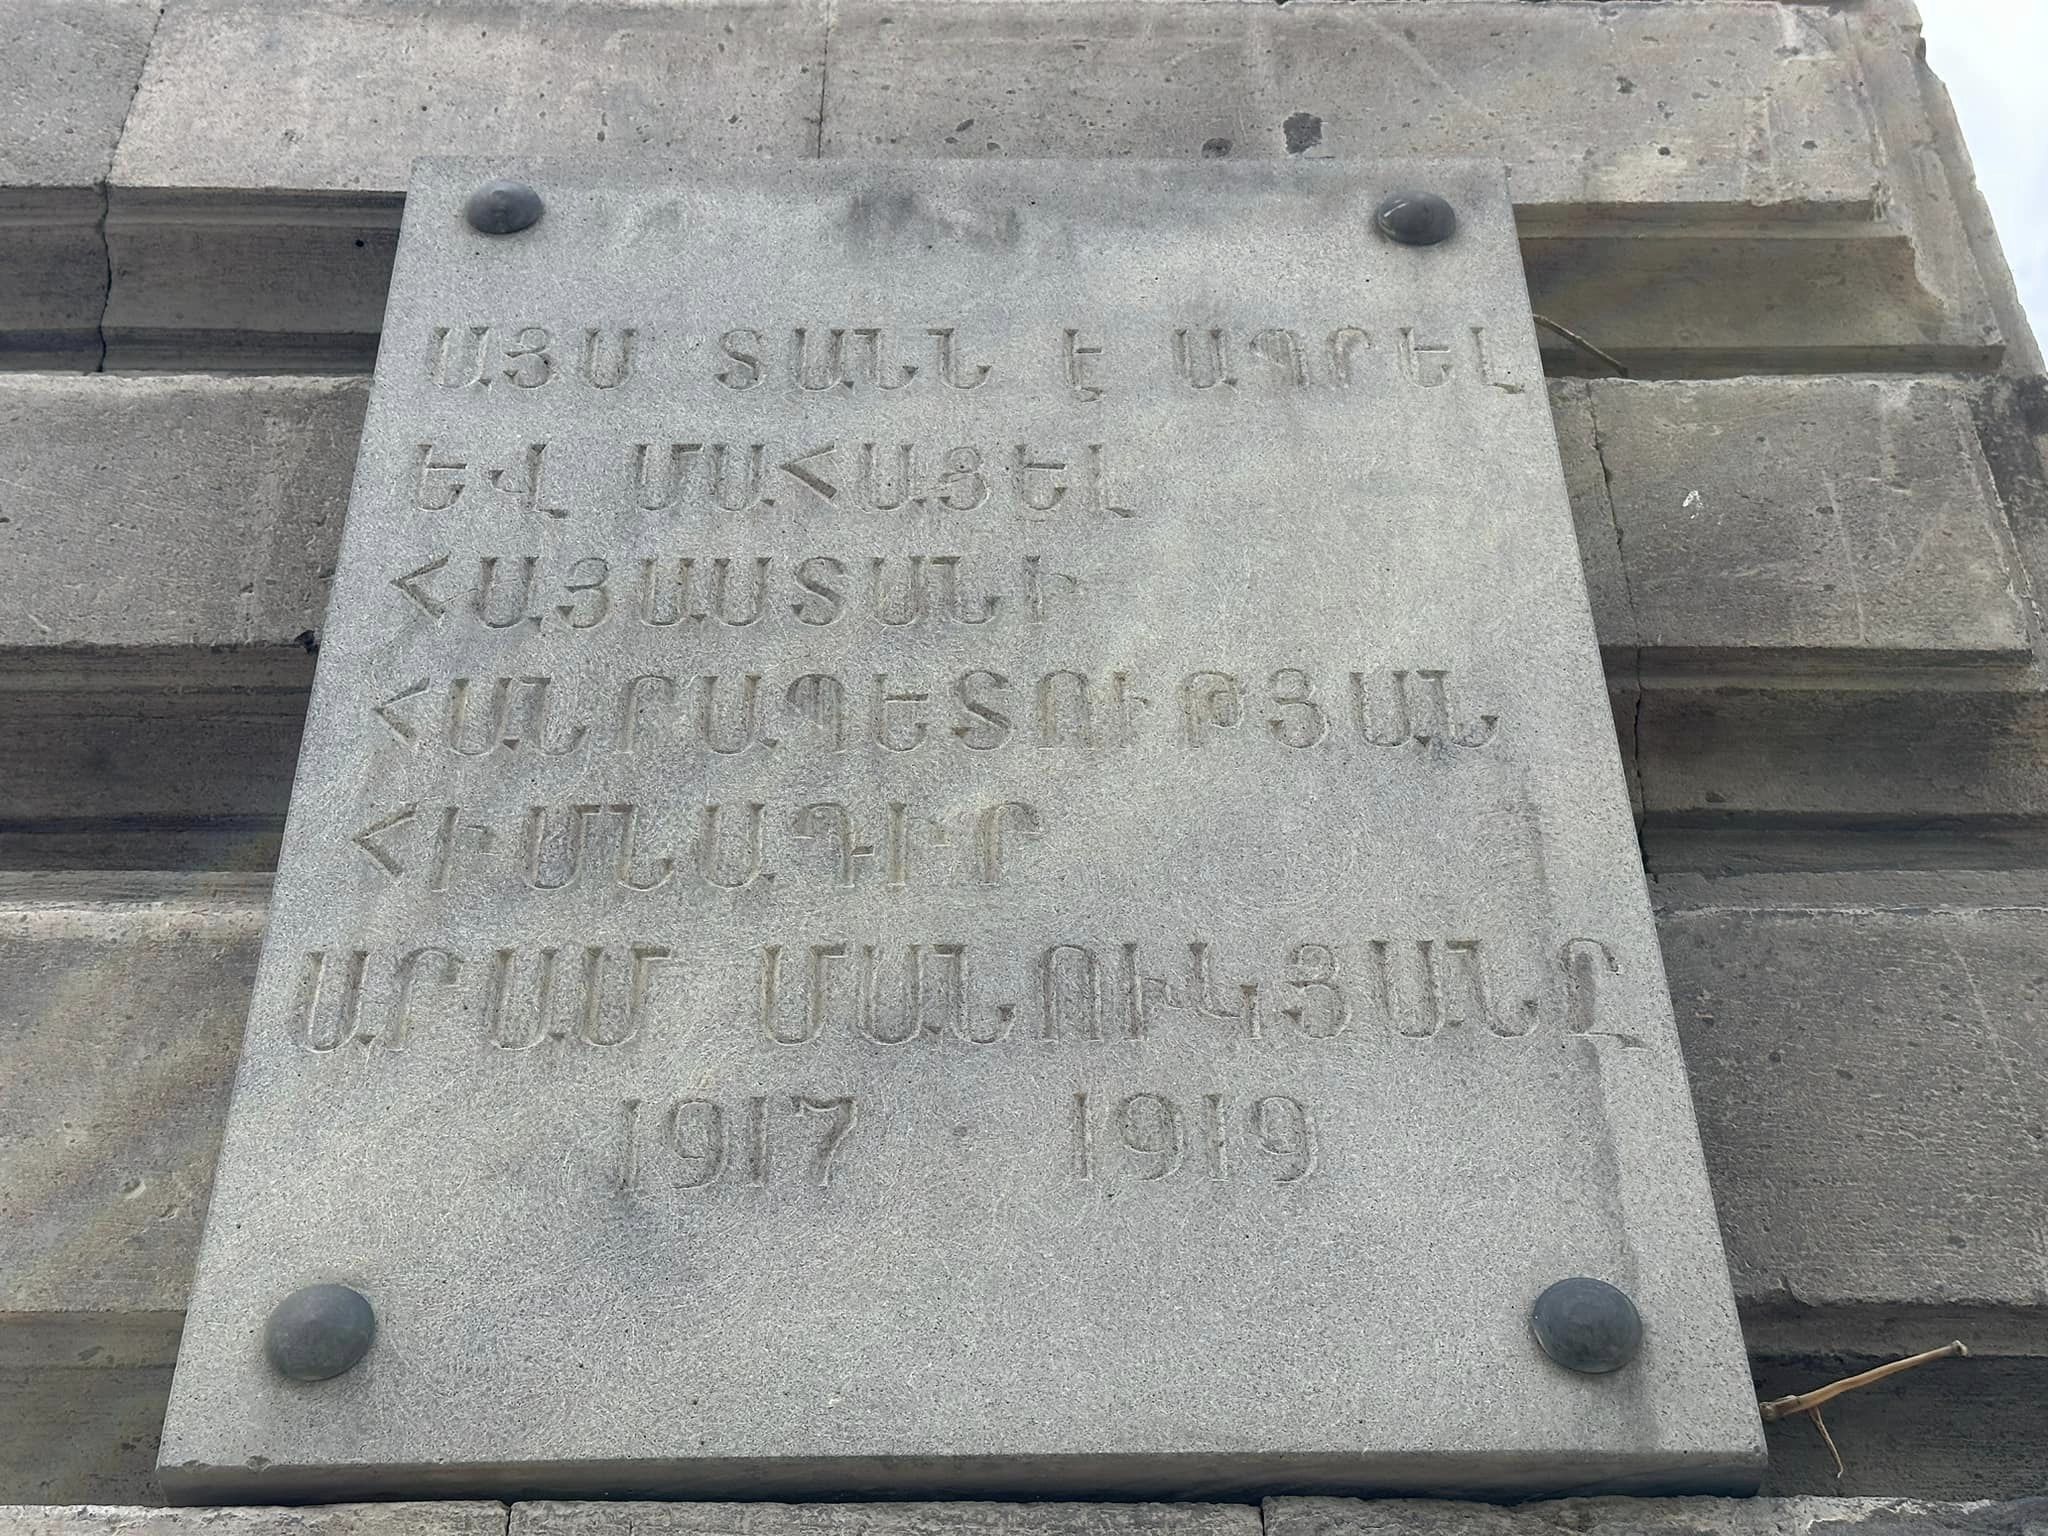 ԱՅՍ ՏԱՆՆ Է ԱՊՐԵԼ
ԵՎ ՄԱՀԱՑԵԼ
ՀԱՅԱՍՏԱՆԻ
ՀԱՆՐԱՊԵՏՈՒԹՅԱՆ
ՀԻՄՆԱԴԻՐ
ԱՐԱՄ ՄԱՆՈՒԿՅԱՆԸ
1917 1919